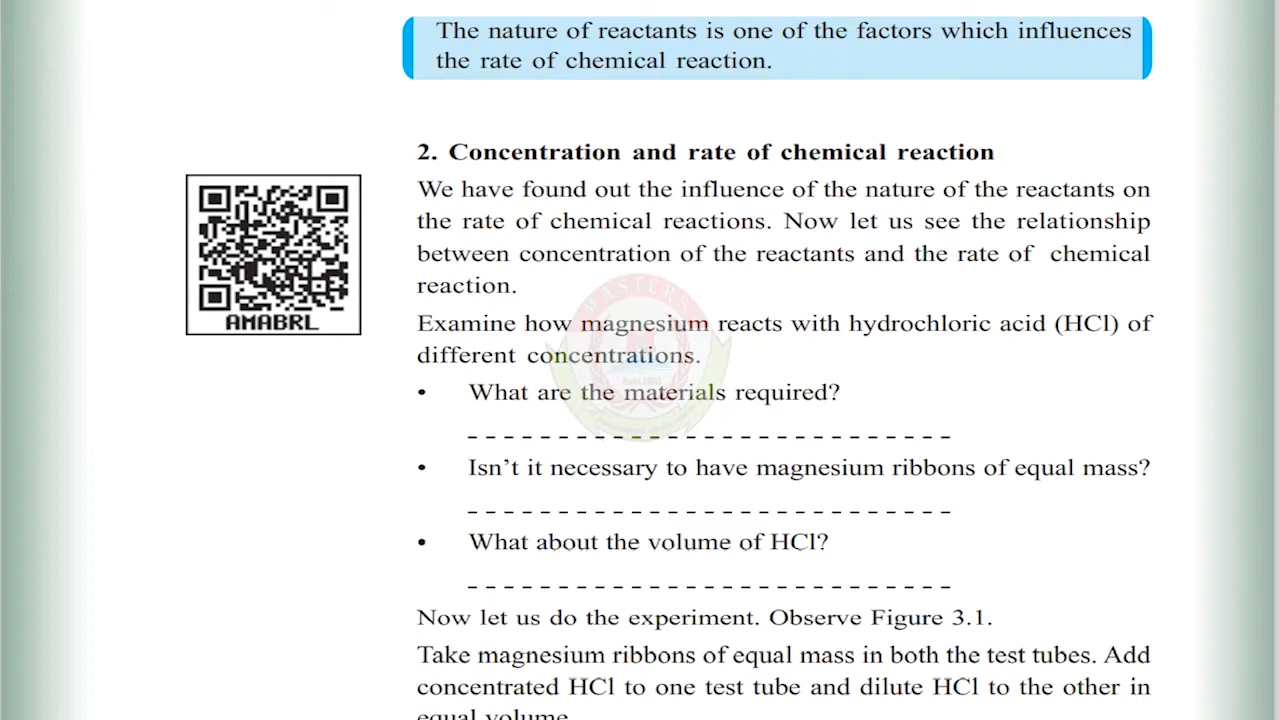 The nature of reactants is one of the factors which influences
the rate of chemical reaction.
2. Concentration and rate of chemical reaction
We have found out the influence of the nature of the reactants on
the rate of chemical reactions. Now let us see the relationship
between concentration of the reactants and the rate of chemical
reaction.
AMABRL
Examine how magnesium reacts with hydrochloric acid (HCl) of
different concentrations.
MASTERS
• What are the materials required?
• Isn’t it necessary to have magnesium ribbons of equal mass?
• What about the volume of HCl?
Now let us do the experiment. Observe Figure 3.1.
Take magnesium ribbons of equal mass in both the test tubes. Add
concentrated HCl to one test tube and dilute HCl to the other in
equal volume.